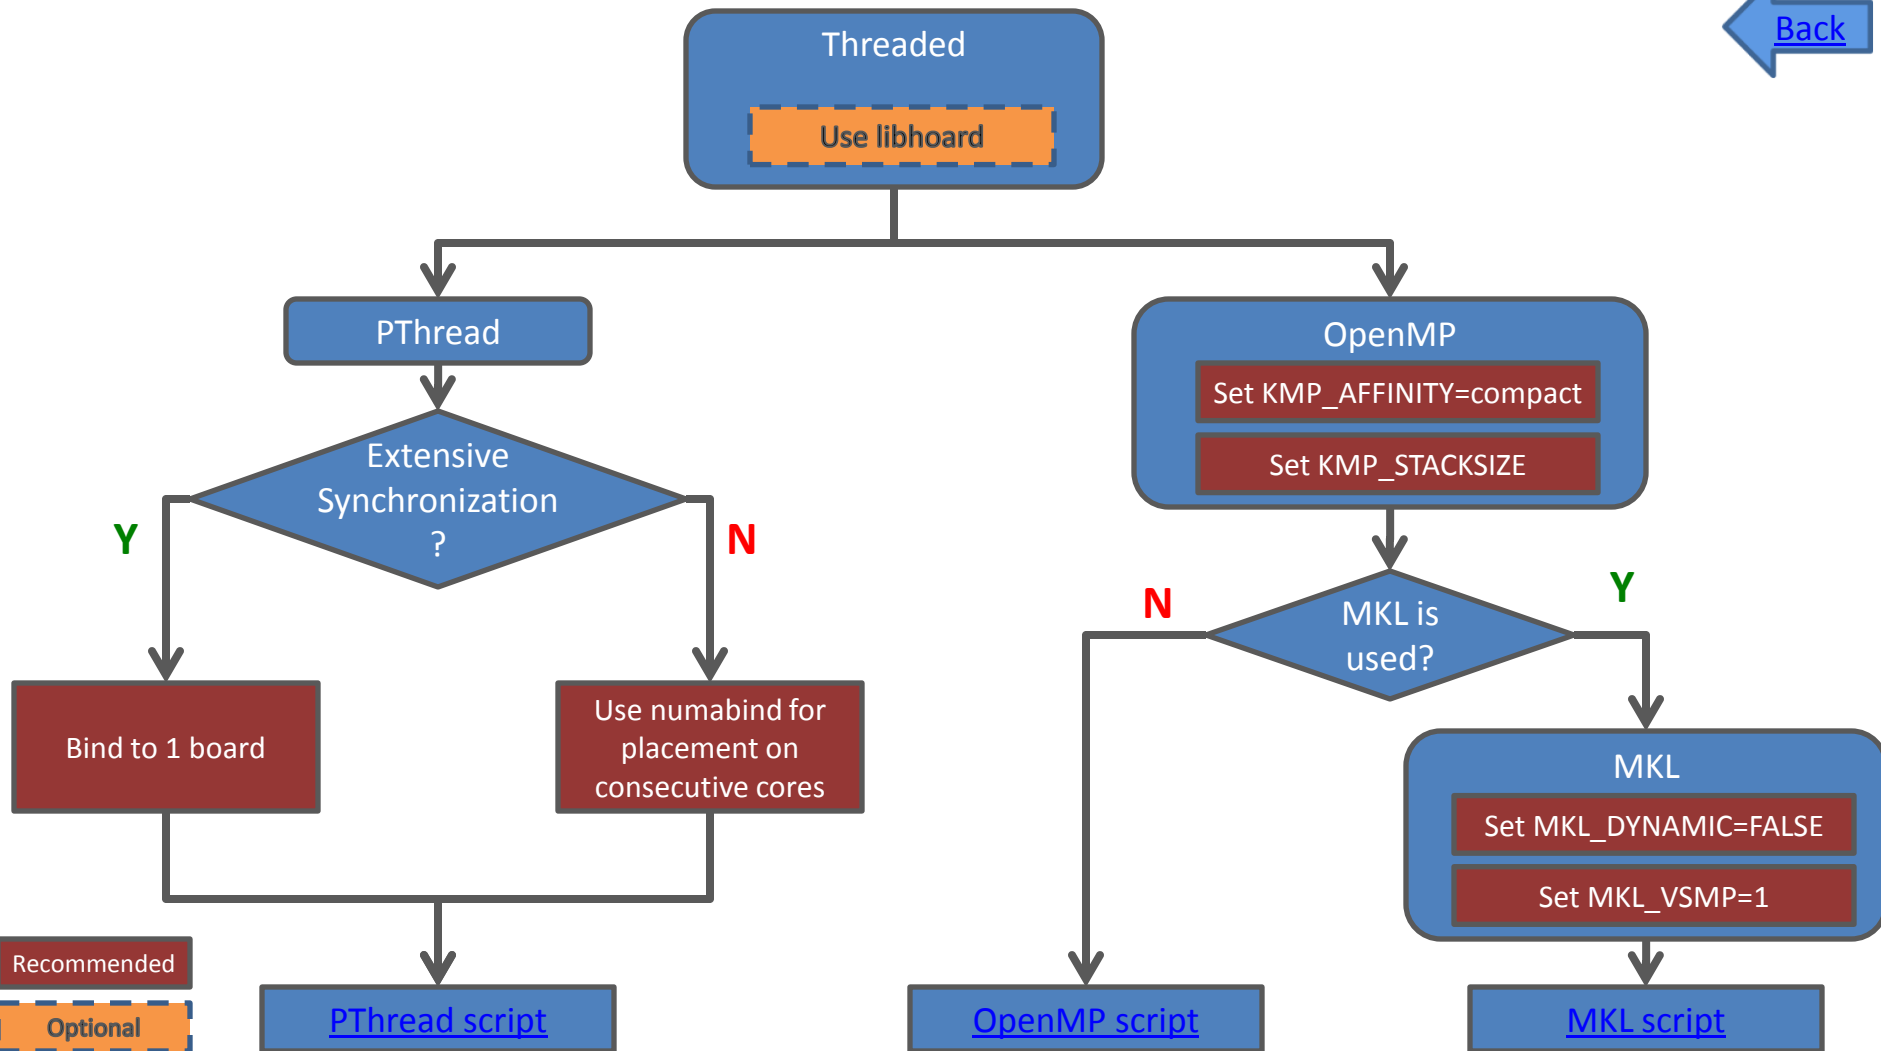 Back
Threaded
Use libhoard
PThread
OpenMP
Set KMP_AFFINITY=compact
Set KMP_STACKSIZE
Extensive
Synchronization
?
Y
N
N
Y
MKL is
used?
Bind to 1 board
Use numabind for
placement on
consecutive cores
MKL
Set MKL_DYNAMIC=FALSE
Set MKL_VSMP=1
Recommended
Optional
PThread script
OpenMP script
MKL script